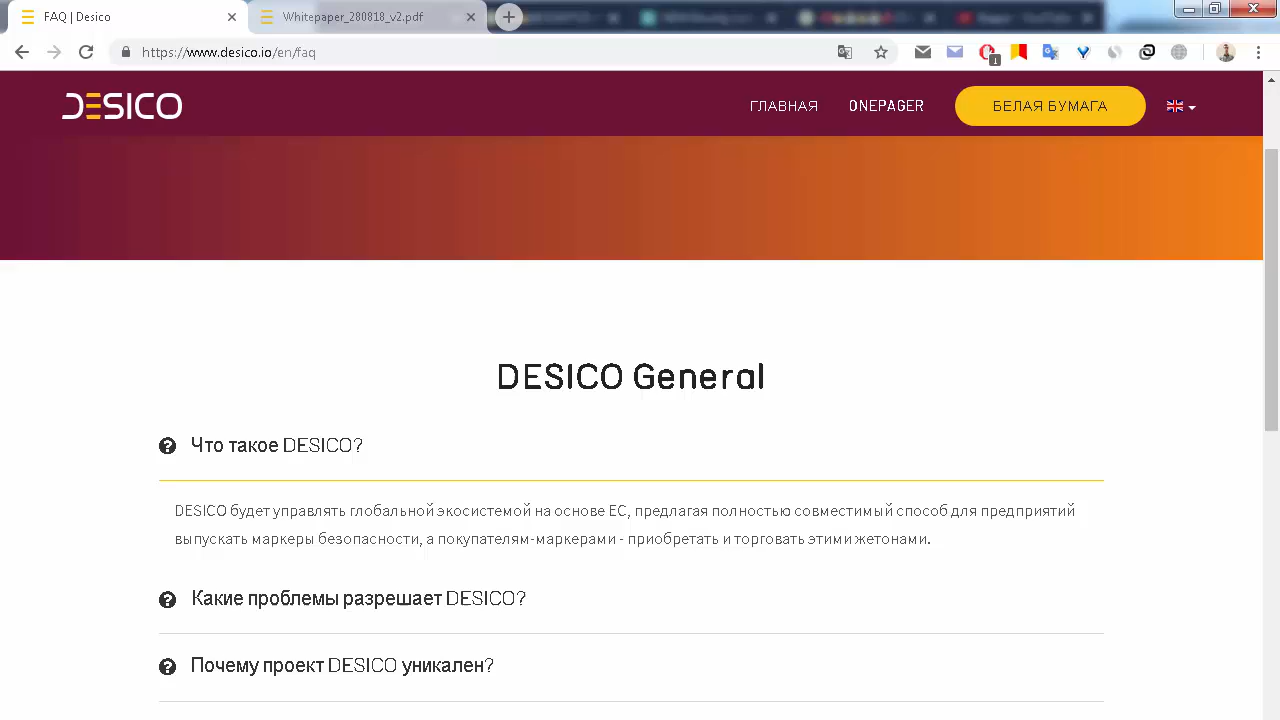 FAQ | Desico
Whitepaper_281018_v2.pdf
https://www.desico.io/en/faq
1
DESICO
ГЛАВНАЯ
ONEPAGER
БЕЛАЯ БУМАГА
DESICO General
Что такое DESICO?
DESICO будет управлять глобальной экосистемой на основе ЕС, предлагая полностью совместимый способ для предприятий
выпускать маркеры безопасности, а покупателям-маркерами - приобретать и торговать этими жетонами.
Какие проблемы разрешает DESICO?
Почему проект DESICO уникален?